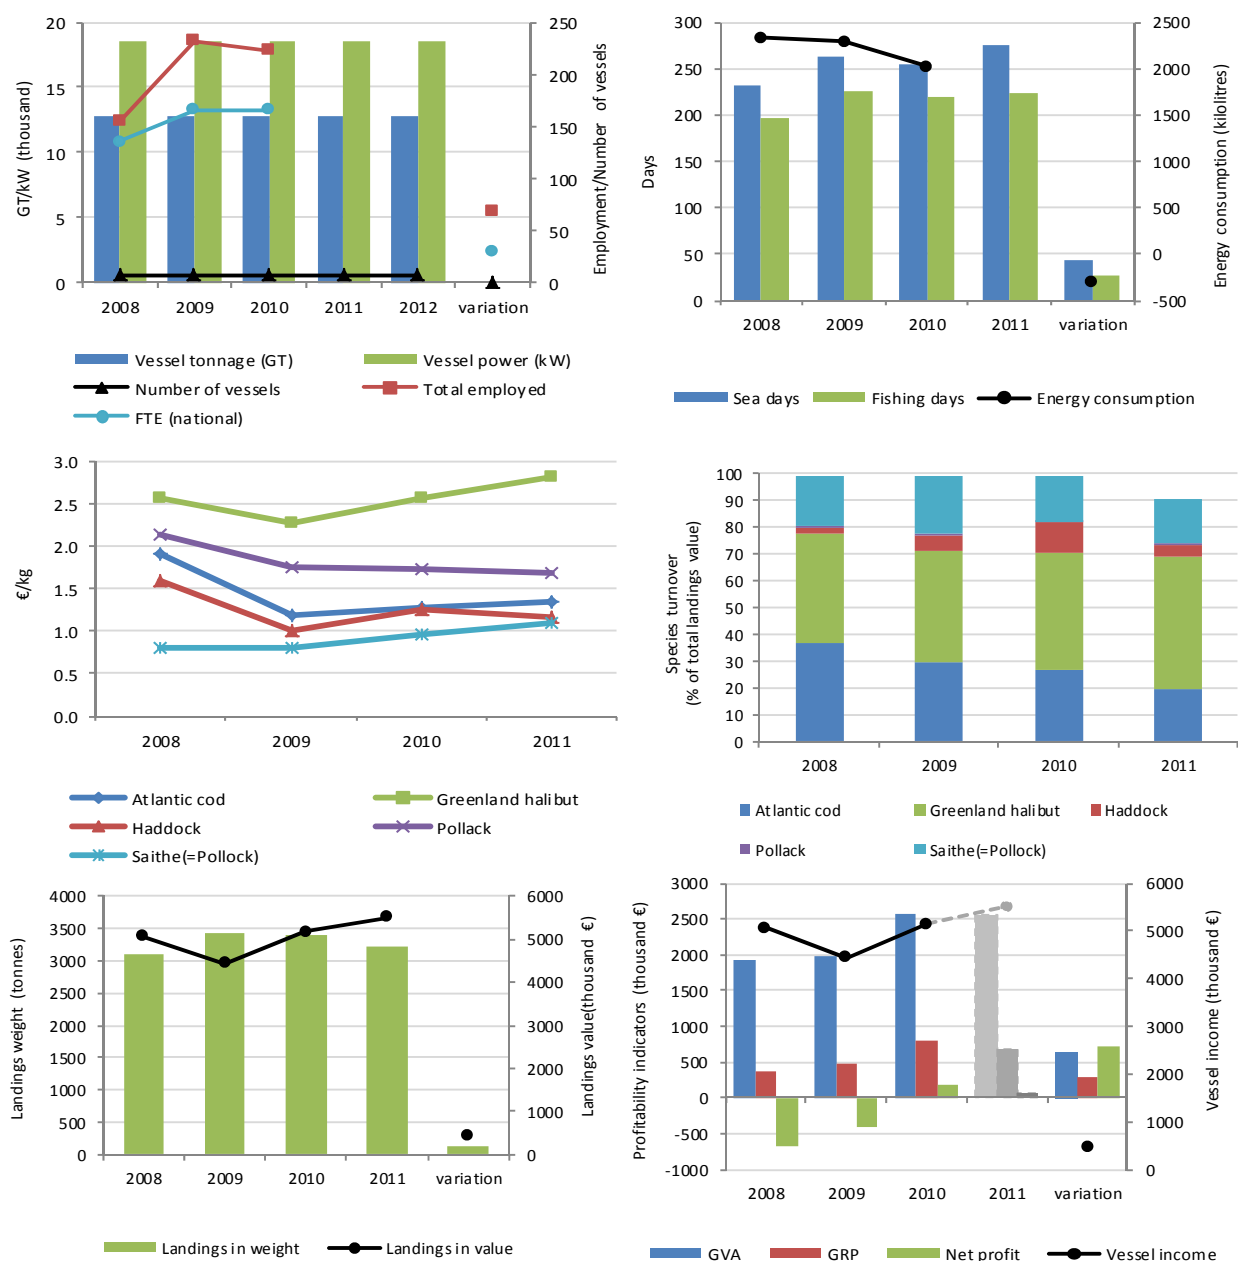 20
15
10
5
0
GT/kW (thousand)
250
200
150
100
50
0
Employment/Number of vessels
2008 2009 2010 2011 2012 variation
Vessel tonnage (GT) Vessel power (kW)
Number of vessels Total employed
FTE (national)
300
250
200
150
100
50
0
Days
2500
2000
1500
1000
500
0
-500
Energy consumption (kilolitres)
2008 2009 2010 2011 variation
Sea days Fishing days Energy consumption
3.0
2.5
2.0
1.5
1.0
0.5
0.0
€/kg
2008 2009 2010 2011
Atlantic cod Greenland halibut
Haddock Pollack
Saithe(=Pollock)
100
90
80
70
60
50
40
30
20
10
0
Species turnover
(% of total landings value)
2008 2009 2010 2011
Atlantic cod Greenland halibut Haddock
Pollack Saithe(=Pollock)
4000
3500
3000
2500
2000
1500
1000
500
0
Landings weight (tonnes)
6000
5000
4000
3000
2000
1000
0
Landings value(thousand €)
2008 2009 2010 2011 variation
Landings in weight Landings in value
3000
2500
2000
1500
1000
500
0
-500
-1000
Profitability indicators (thousand €)
6000
5000
4000
3000
2000
1000
0
Vessel income (thousand €)
2008 2009 2010 2011 variation
GVA GRP Net profit Vessel income